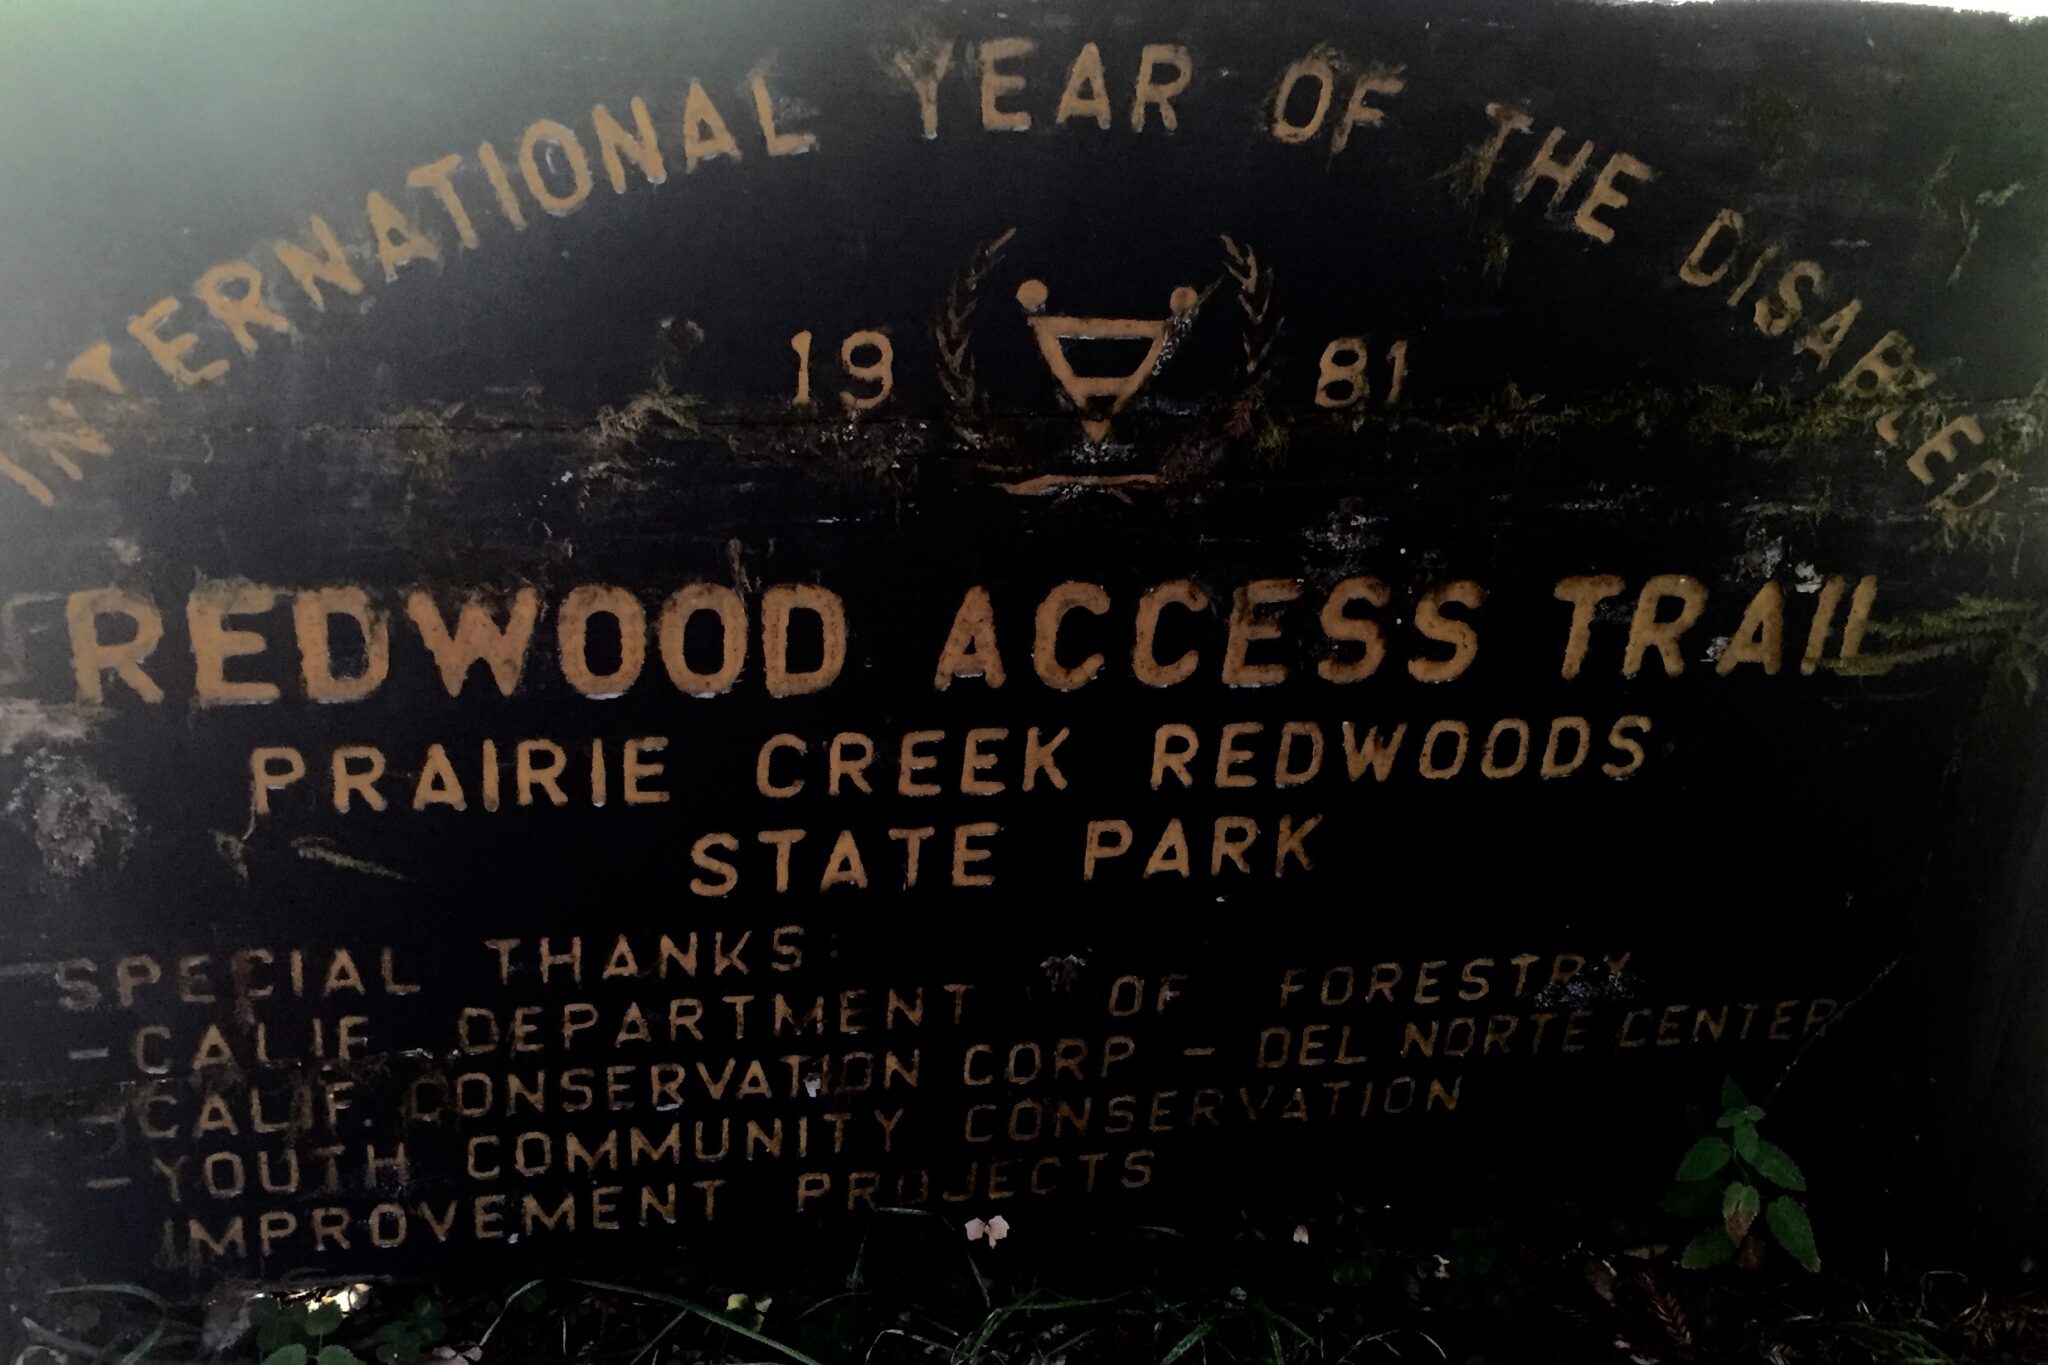 INTERNATIONAL YEAR OF THE DISABLED
19 81
REDWOOD ACCESS TRAIL
PRAIRIE CREEK REDWOODS
STATE PARK
SPECIAL THANKS:
- CALIF. DEPARTMENT OF FORESTRY
- CALIF. CONSERVATION CORP - DEL NORTE CENTER
- YOUTH COMMUNITY CONSERVATION
IMPROVEMENT PROJECTS